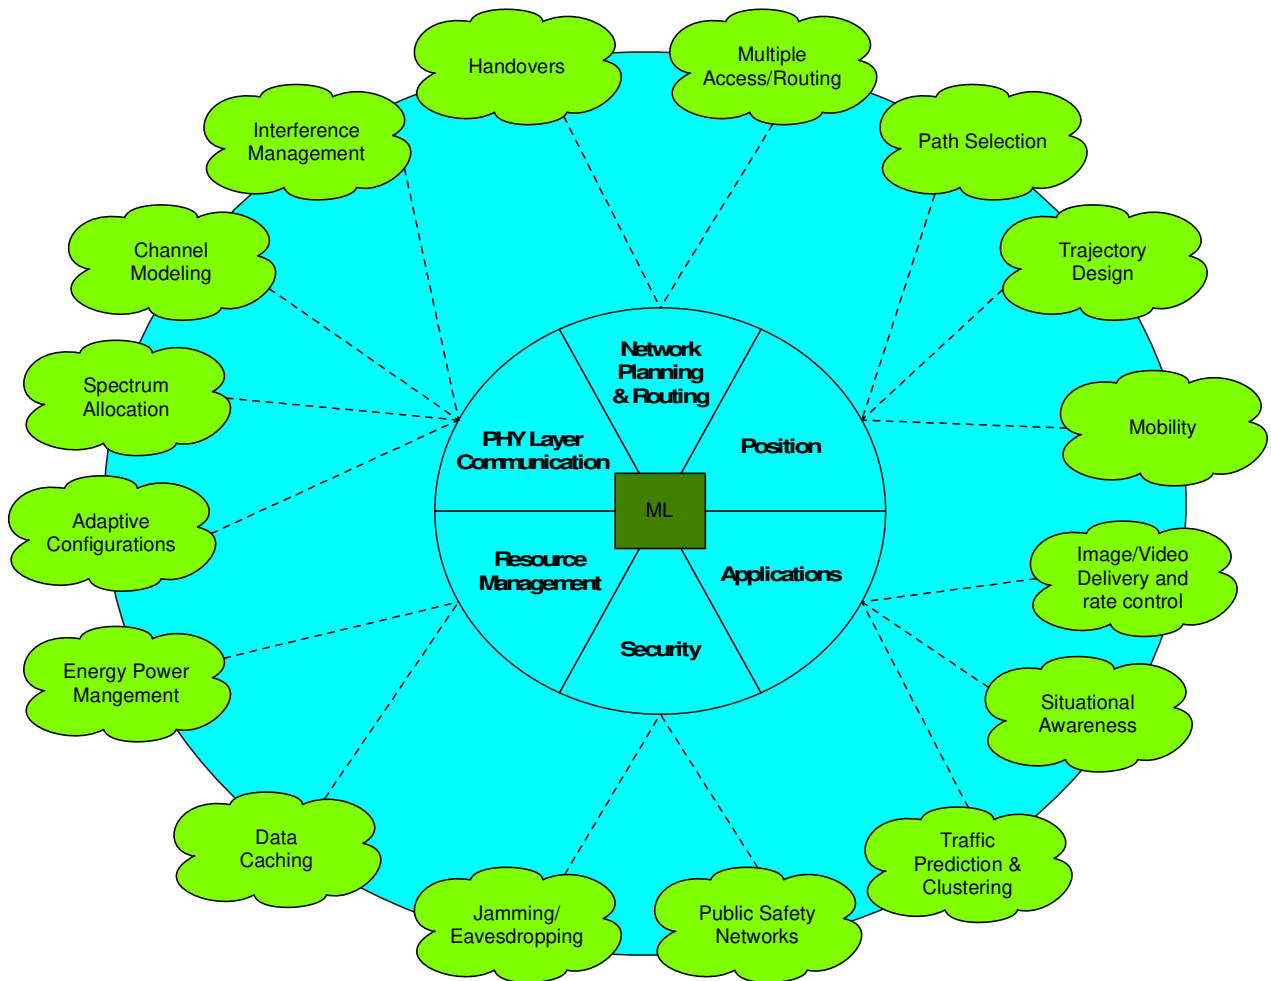 Handovers
Multiple
Access/Routing
Interference
Management
Path Selection
Channel
Modeling
Trajectory
Design
Network
Planning
& Routing
Spectrum
Allocation
Mobility
PHY Layer
Communication
Position
ML
Adaptive
Configurations
Resource
Management
Applications
Image/Video
Delivery and
rate control
Security
Energy Power
Mangement
Situational
Awareness
Data
Caching
Traffic
Prediction &
Clustering
Jamming/
Eavesdropping
Public Safety
Networks